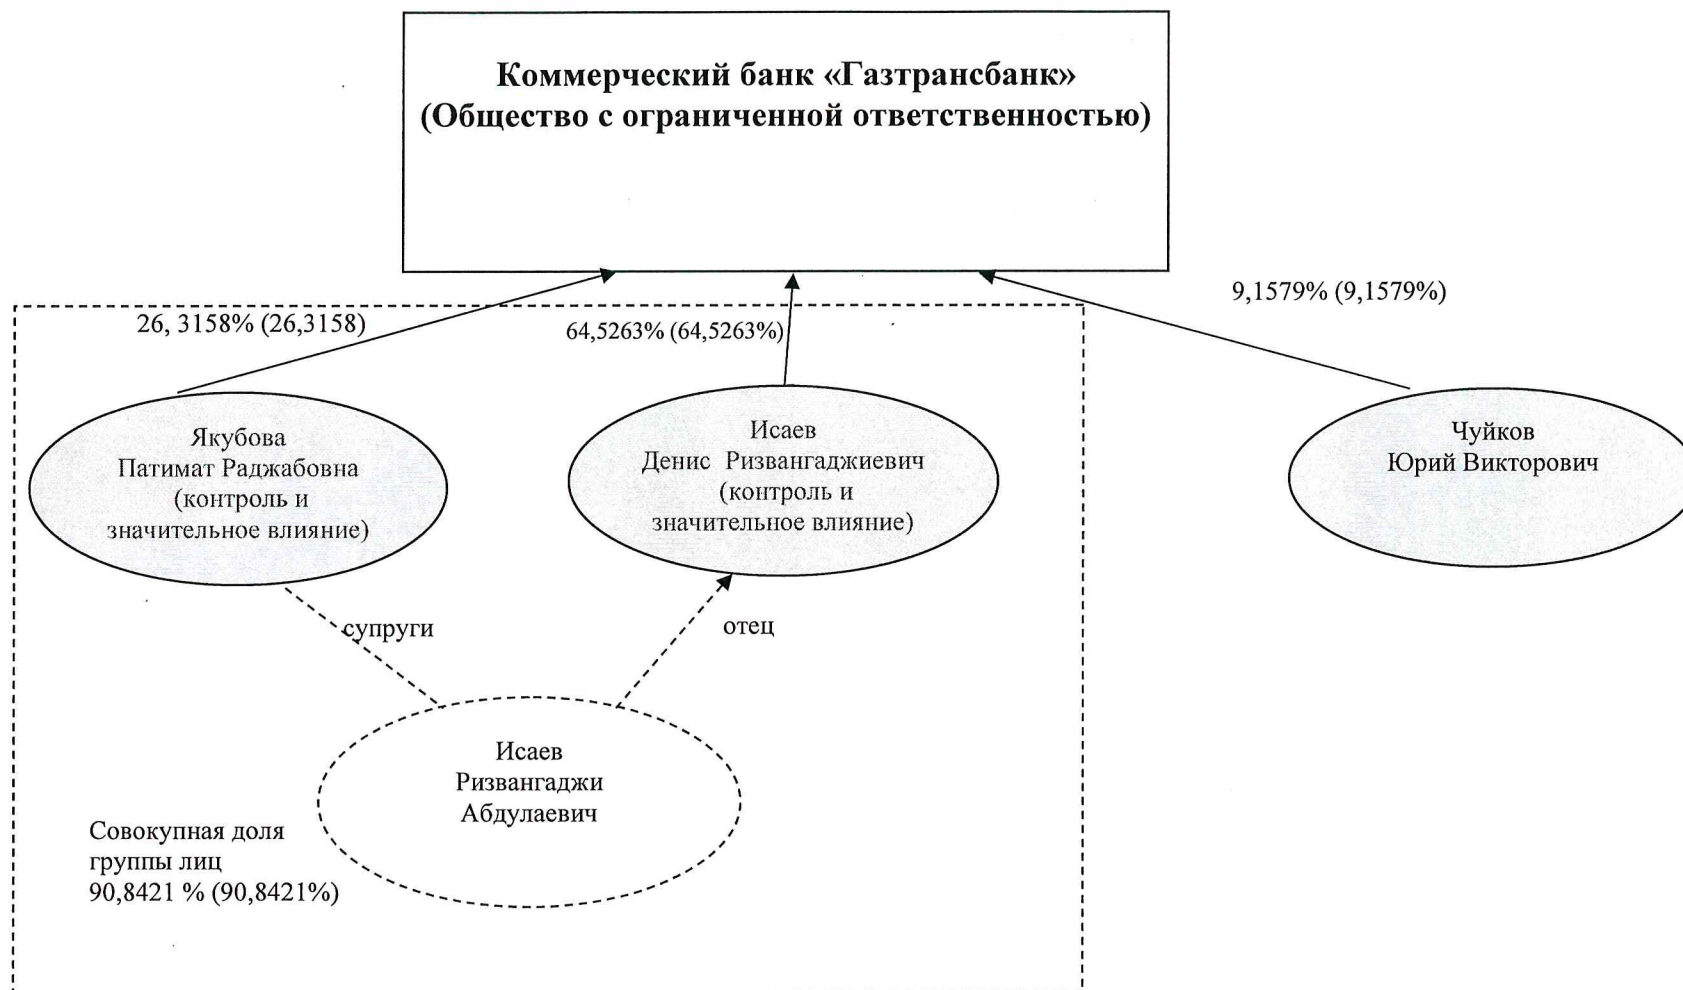 Коммерческий банк «Газтрансбанк»
(Общество с ограниченной ответственностью)
9,1579% (9,1579%)
26, 3158% (26,3158)
64,5263% (64,5263%)
Якубова
Патимат Раджабовна
(контроль и
значительное влияние)
Исаев
Денис Ризвангаджиевич
(контроль и
значительное влияние)
Чуйков
Юрий Викторович
супруги
отец
Исаев
Ризвангаджи
Абдулаевич
Совокупная доля
группы лиц
90,8421 % (90,8421%)